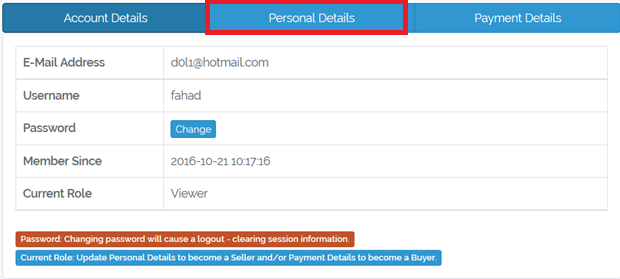 Account Details Personal Details Payment Details
E-Mail Address d0l1@hotmail.com
Username fahad
Password Change
Member Since 2016-10-21 10:17:16
Current Role Viewer
Password: Changing password will cause a logout - clearing session information.
Current Role: Update Personal Details to become a Seller and/or Payment Details to become a Buyer.